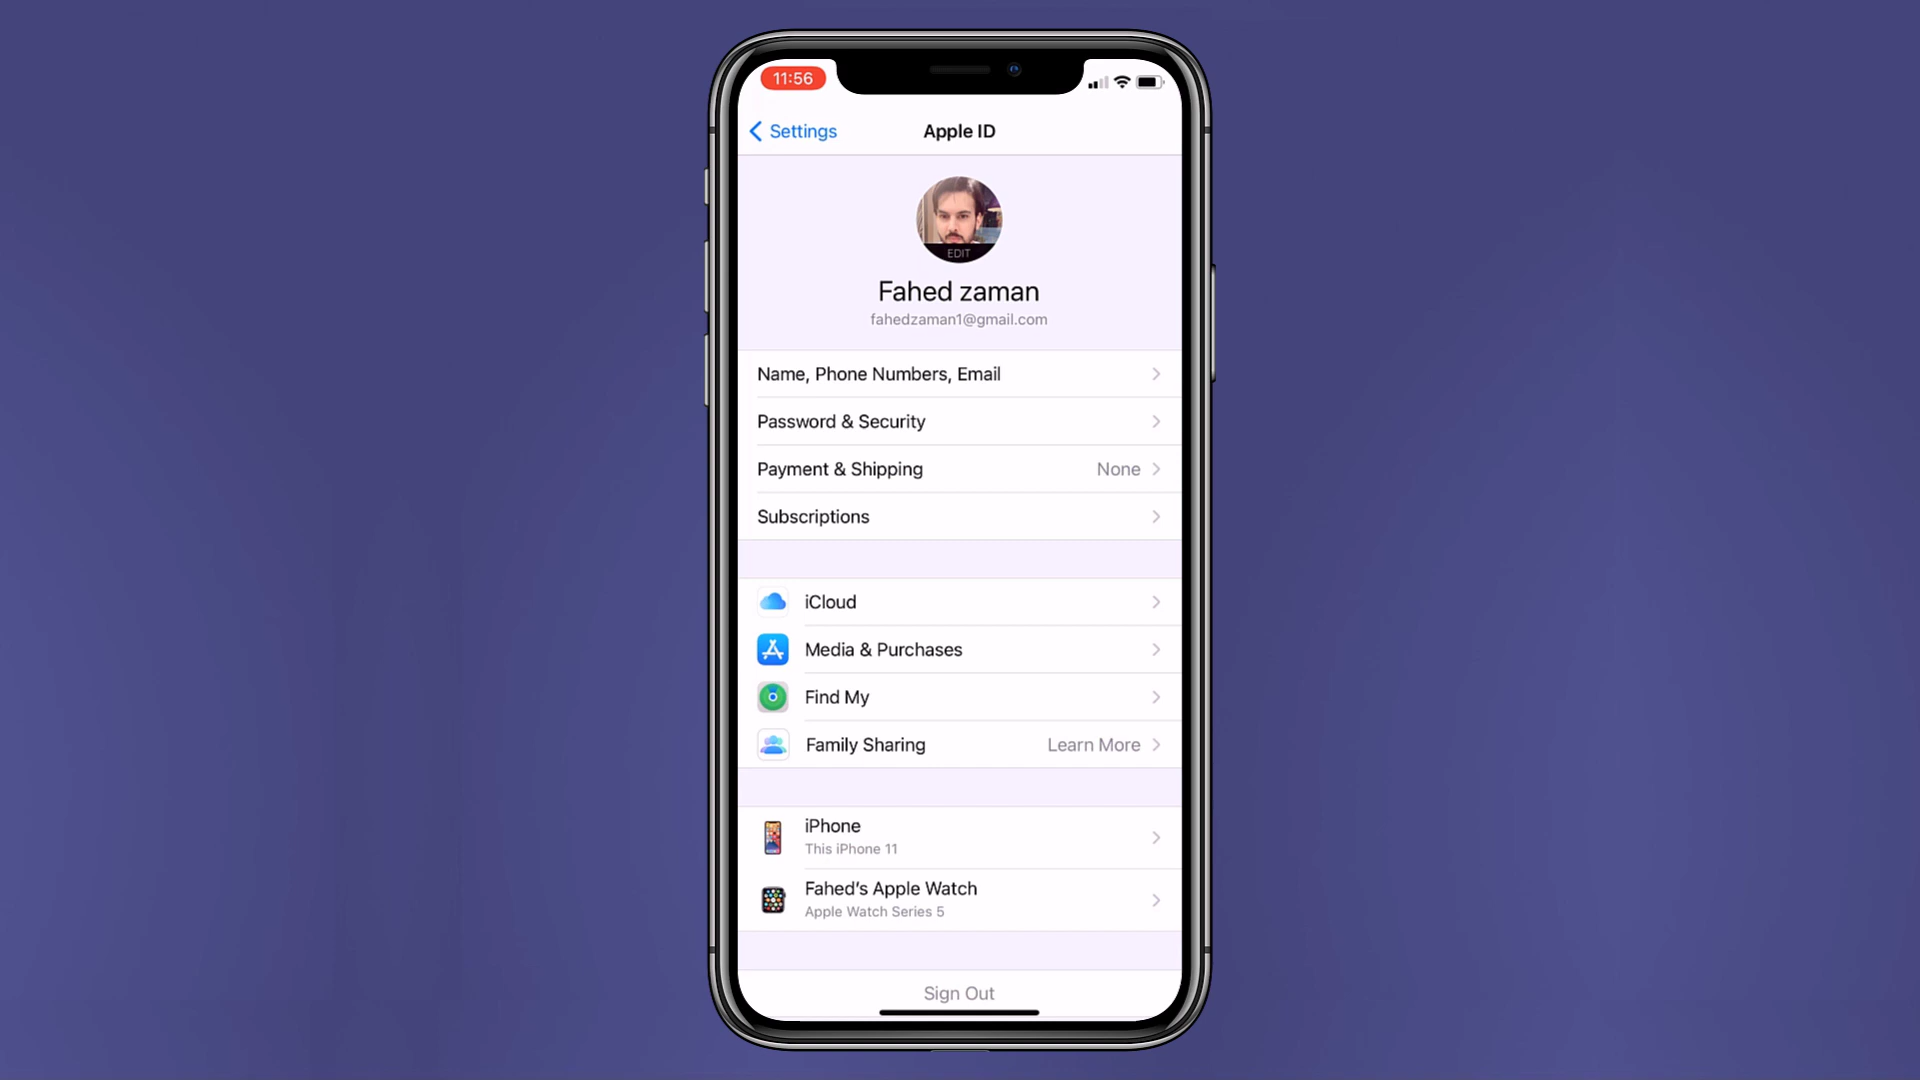 11:56
Settings
Apple ID
EDIT
Fahed zaman
fahedzaman1@gmail.com
Name, Phone Numbers, Email
Password & Security
Payment & Shipping None
Subscriptions
iCloud
Media & Purchases
Find My
Family Sharing Learn More
iPhone
This iPhone 11
Fahed’s Apple Watch
Apple Watch Series 5
Sign Out